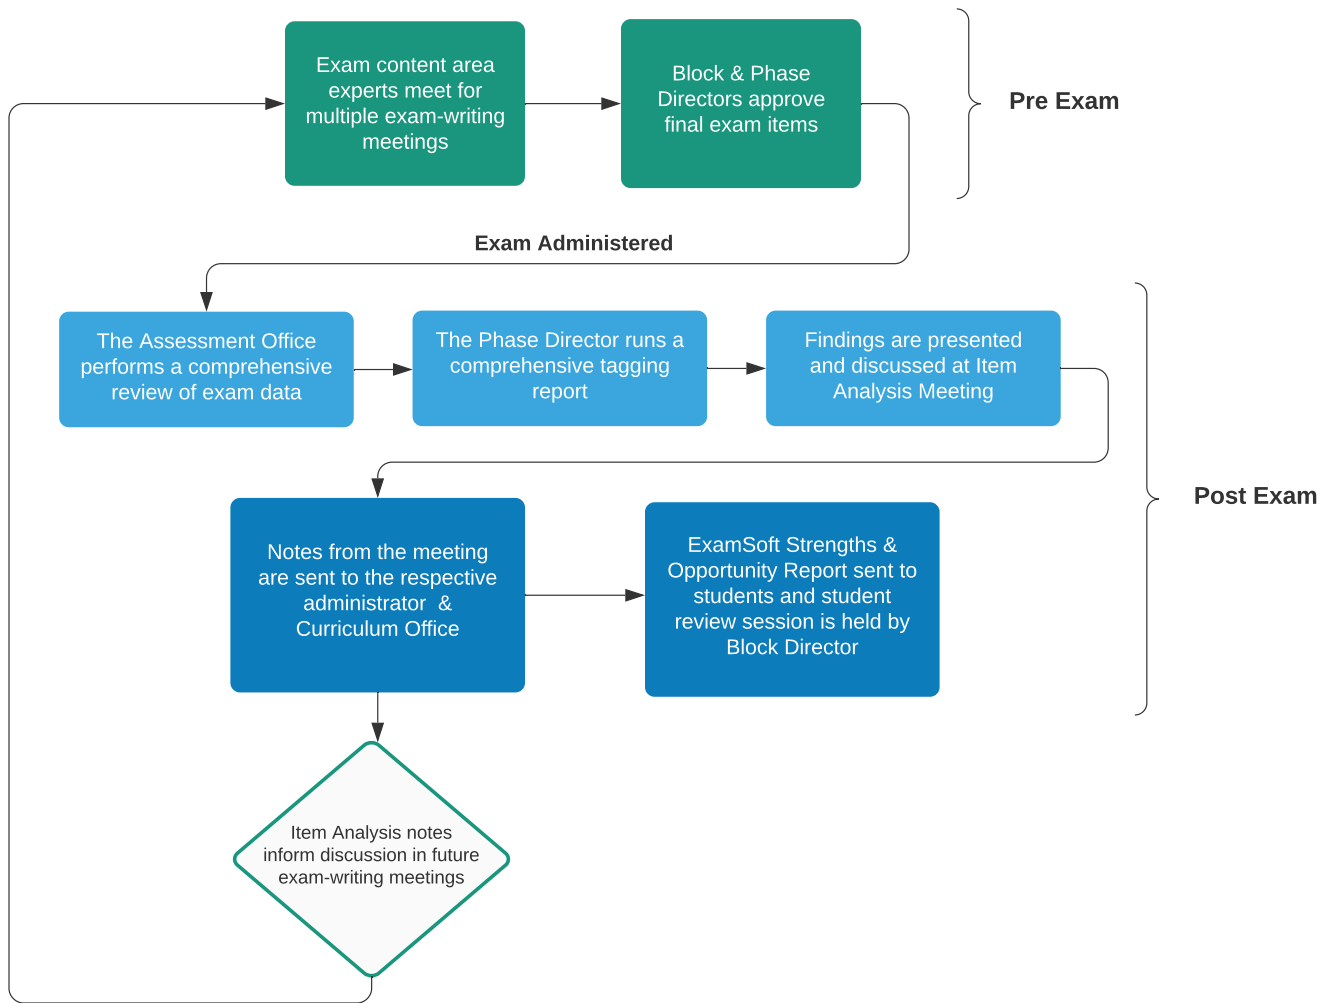 Exam content area
experts meet for
multiple exam-writing
meetings
Block & Phase
Directors approve
final exam items
Pre Exam
Exam Administered
The Assessment Office
performs a comprehensive
review of exam data
The Phase Director runs a
comprehensive tagging
report
Findings are presented
and discussed at Item
Analysis Meeting
Post Exam
Notes from the meeting
are sent to the respective
administrator  &
Curriculum Office
ExamSoft Strengths &
Opportunity Report sent to
students and student
review session is held by
Block Director
Item Analysis notes
inform discussion in future
exam-writing meetings